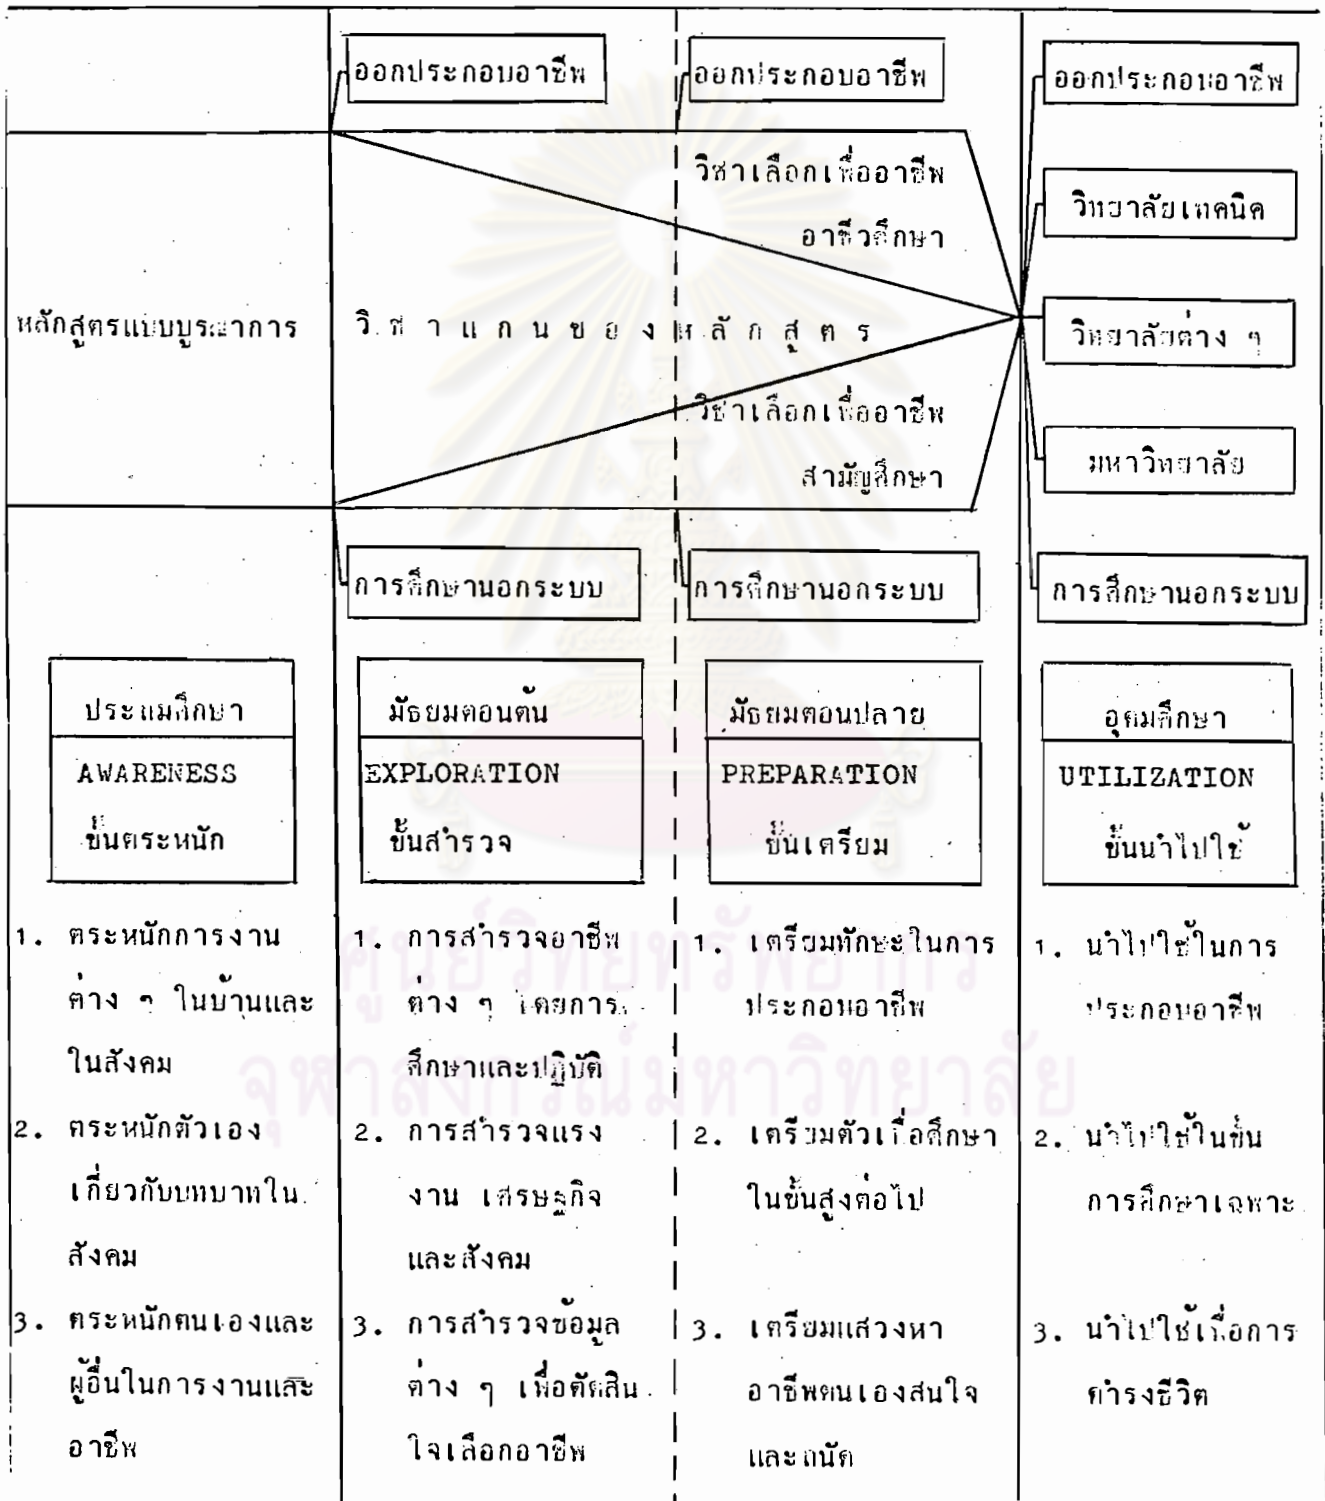 ออกประกอบอาชีพ
ออกประกอบอาชีพ
ออกประกอบอาชีพ
วิชาเลือกเพื่ออาชีพ
อาชีวศึกษา
วิทยาลัยเทคนิค
หลักสูตรแบบบูรณาการ
วิ ช า แ ก น ข อ ง ห ลั ก สู ต ร
วิทยาลัยต่าง ๆ
วิชาเลือกเพื่ออาชีพ
สามัญศึกษา
มหาวิทยาลัย
การศึกษานอกระบบ
การศึกษานอกระบบ
การศึกษานอกระบบ
ประถมศึกษา
AWARENESS
ขั้นตระหนัก
1. ตระหนักการงาน
ต่าง ๆ ในบ้านและ
ในสังคม
2. ตระหนักตัวเอง
เกี่ยวกับบทบาทใน
สังคม
3. ตระหนักตนเองและ
ผู้อื่นในการงานและ
อาชีพ
มัธยมตอนต้น
EXPLORATION
ขั้นสำรวจ
1. การสำรวจอาชีพ
ต่าง ๆ โดยการ
ศึกษาและปฏิบัติ
2. การสำรวจแรง
งาน เศรษฐกิจ
และสังคม
3. การสำรวจข้อมูล
ต่าง ๆ เพื่อตัดสิน
ใจเลือกอาชีพ
มัธยมตอนปลาย
PREPARATION
ขั้นเตรียม
1. เตรียมทักษะในการ
ประกอบอาชีพ
2. เตรียมตัวเพื่อศึกษา
ในขั้นสูงต่อไป
3. เตรียมแสวงหา
อาชีพตนเองสนใจ
และถนัด
อุดมศึกษา
UTILIZATION
ขั้นนำไปใช้
1. นำไปใช้ในการ
ประกอบอาชีพ
2. นำไปใช้ในขั้น
การศึกษาเฉพาะ
3. นำไปใช้เพื่อการ
ดำรงชีวิต
ศูนย์วิทยทรัพยากร
จุฬาลงกรณ์มหาวิทยาลัย